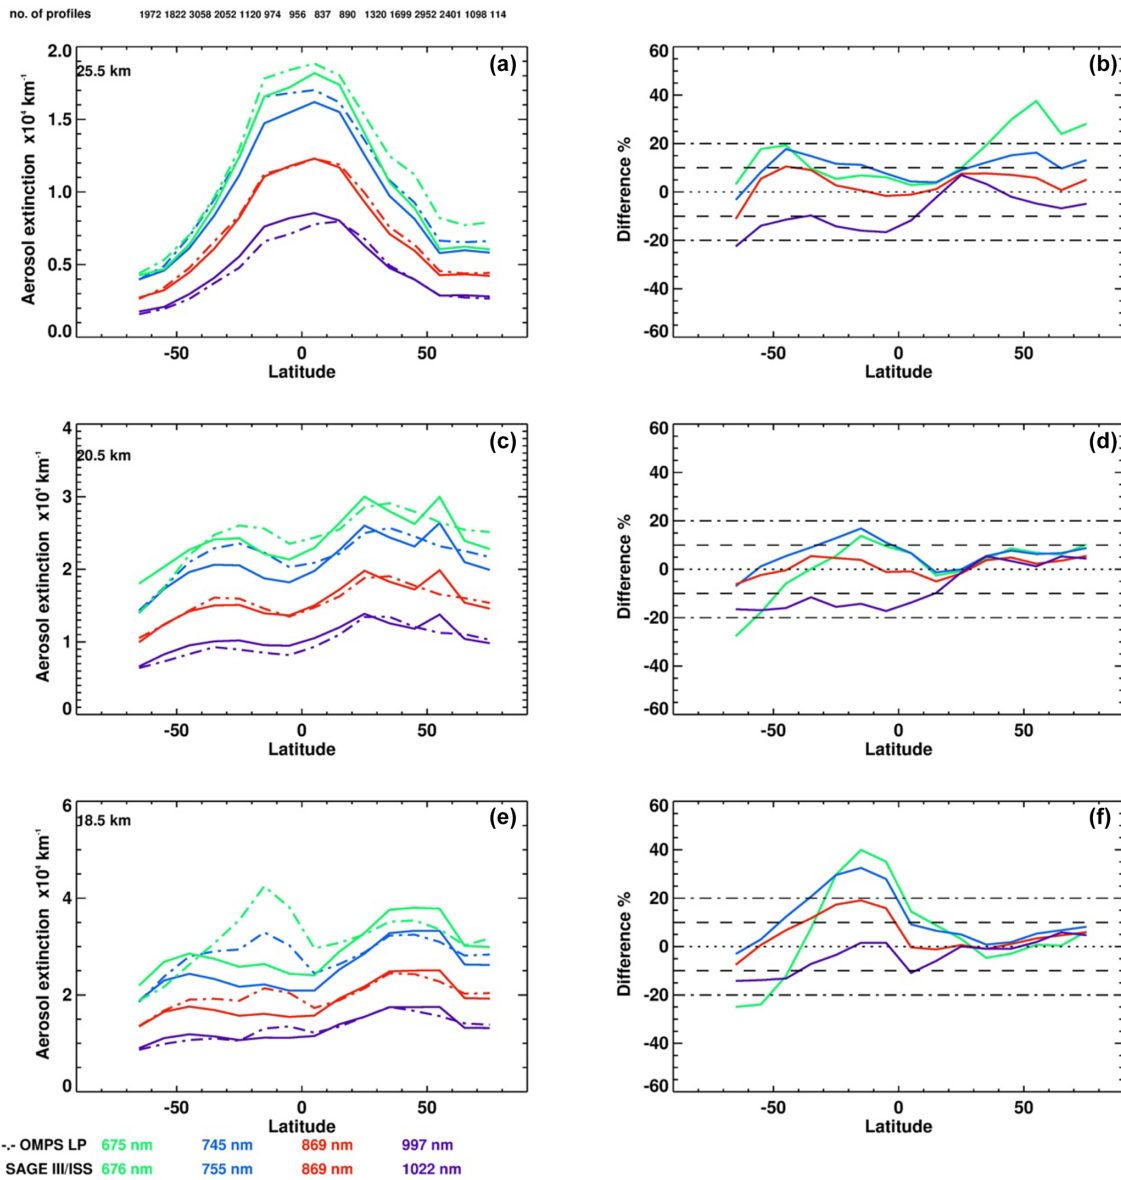 no. of profiles 1972 1822 3058 2052 1120 974 956 837 890 1320 1699 2952 2401 1098 114
2.0
25.5 km
(a)
1.5
1.0
0.5
0.0
Aerosol extinction x10⁴ km⁻¹
-50 0 50
Latitude
60
(b)
40
20
0
-20
-40
-60
Difference %
-50 0 50
Latitude
4
20.5 km
(c)
3
2
1
0
Aerosol extinction x10⁴ km⁻¹
-50 0 50
Latitude
60
(d)
40
20
0
-20
-40
-60
Difference %
-50 0 50
Latitude
6
18.5 km
(e)
4
2
0
Aerosol extinction x10⁴ km⁻¹
-50 0 50
Latitude
60
(f)
40
20
0
-20
-40
-60
Difference %
-50 0 50
Latitude
-.- OMPS LP 675 nm 745 nm 869 nm 997 nm
SAGE III/ISS 676 nm 755 nm 869 nm 1022 nm